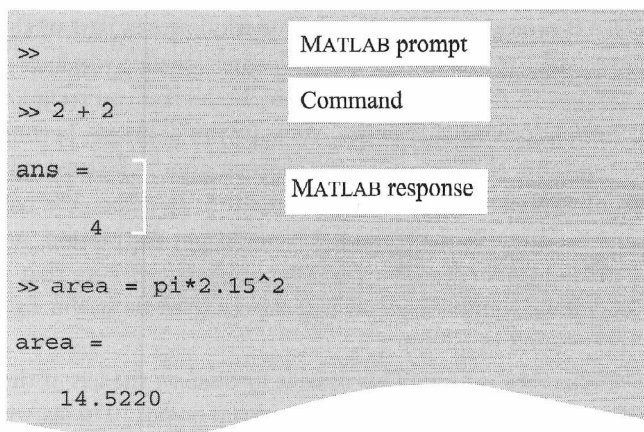 >> MATLAB prompt
>> 2 + 2 Command
ans =
MATLAB response
4
>> area = pi*2.15^2
area =
14.5220